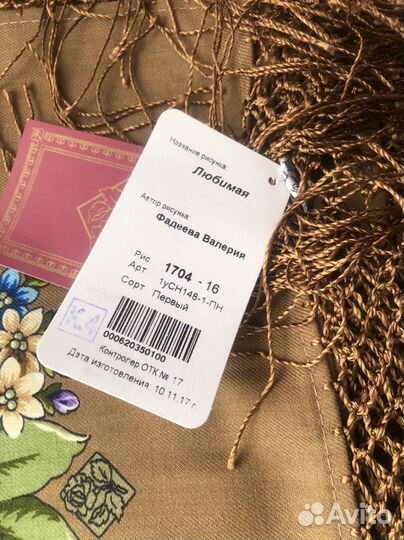 Название рисунка:
Любимая
Автор рисунка:
Фадеева Валерия
Рис. 1704 - 16
Арт. ТуСН148-1-ПН
Сорт Первый
000620350100
Контролер ОТК № 17
Дата изготовления: 10.11.17 г.
Avito